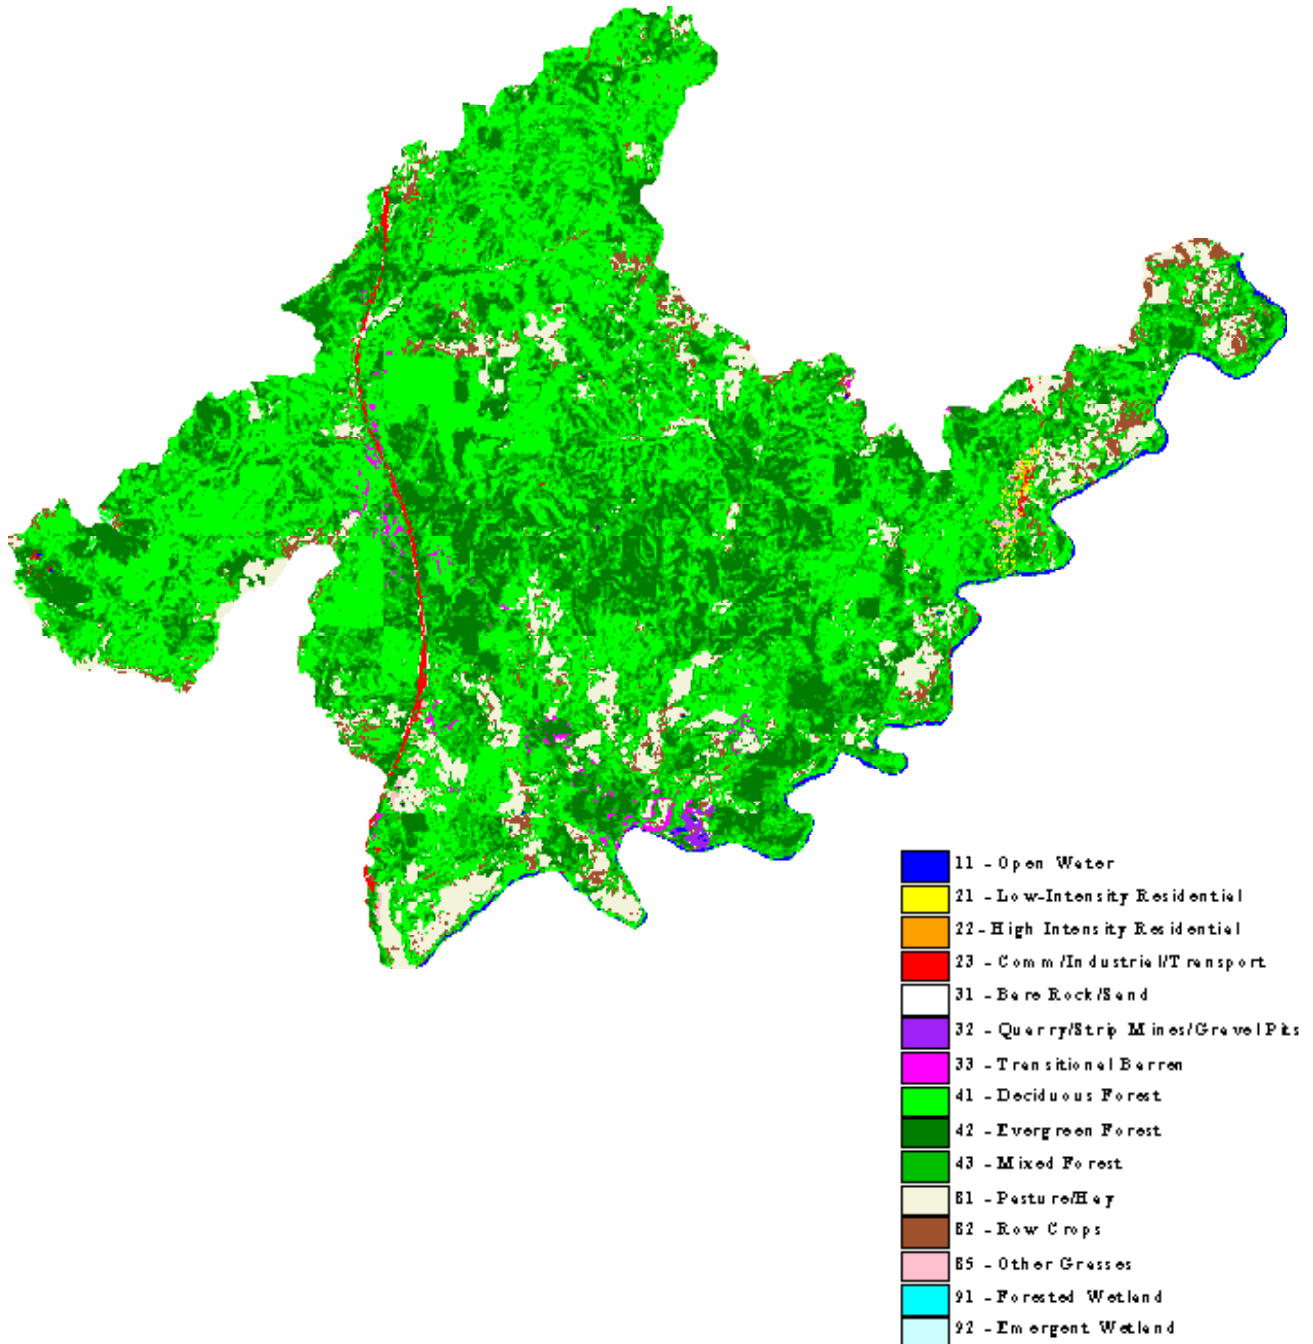 11 - Open Water
21 - Low-Intensity Residential
22 - High Intensity Residential
23 - Comm/Industrial/Transport
31 - Bare Rock/Sand
32 - Quarry/Strip Mines/Gravel Pits
33 - Transitional Barren
41 - Deciduous Forest
42 - Evergreen Forest
43 - Mixed Forest
81 - Pasture/Hay
82 - Row Crops
85 - Other Grasses
91 - Forested Wetland
92 - Emergent Wetland